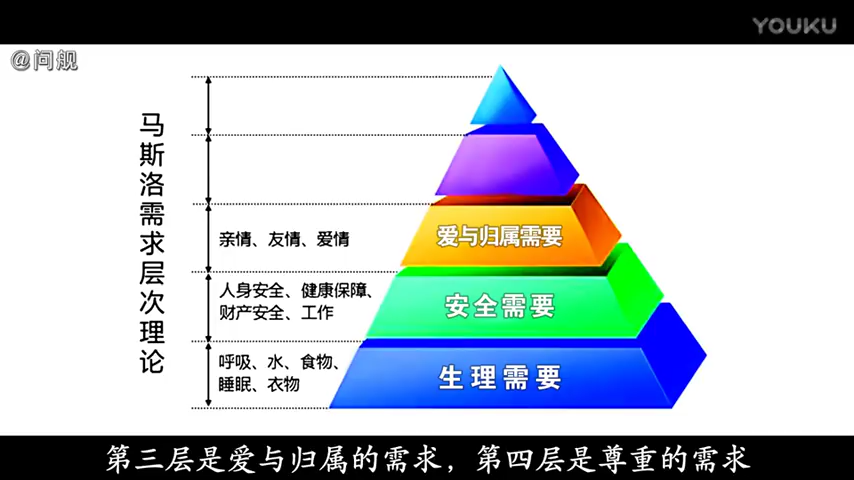 YOUKU
@问舰
马斯洛需求层次理论
亲情、友情、爱情
爱与归属需要
人身安全、健康保障、
财产安全、工作
安全需要
呼吸、水、食物、
睡眠、衣物
生理需要
第三层是爱与归属的需求，第四层是尊重的需求